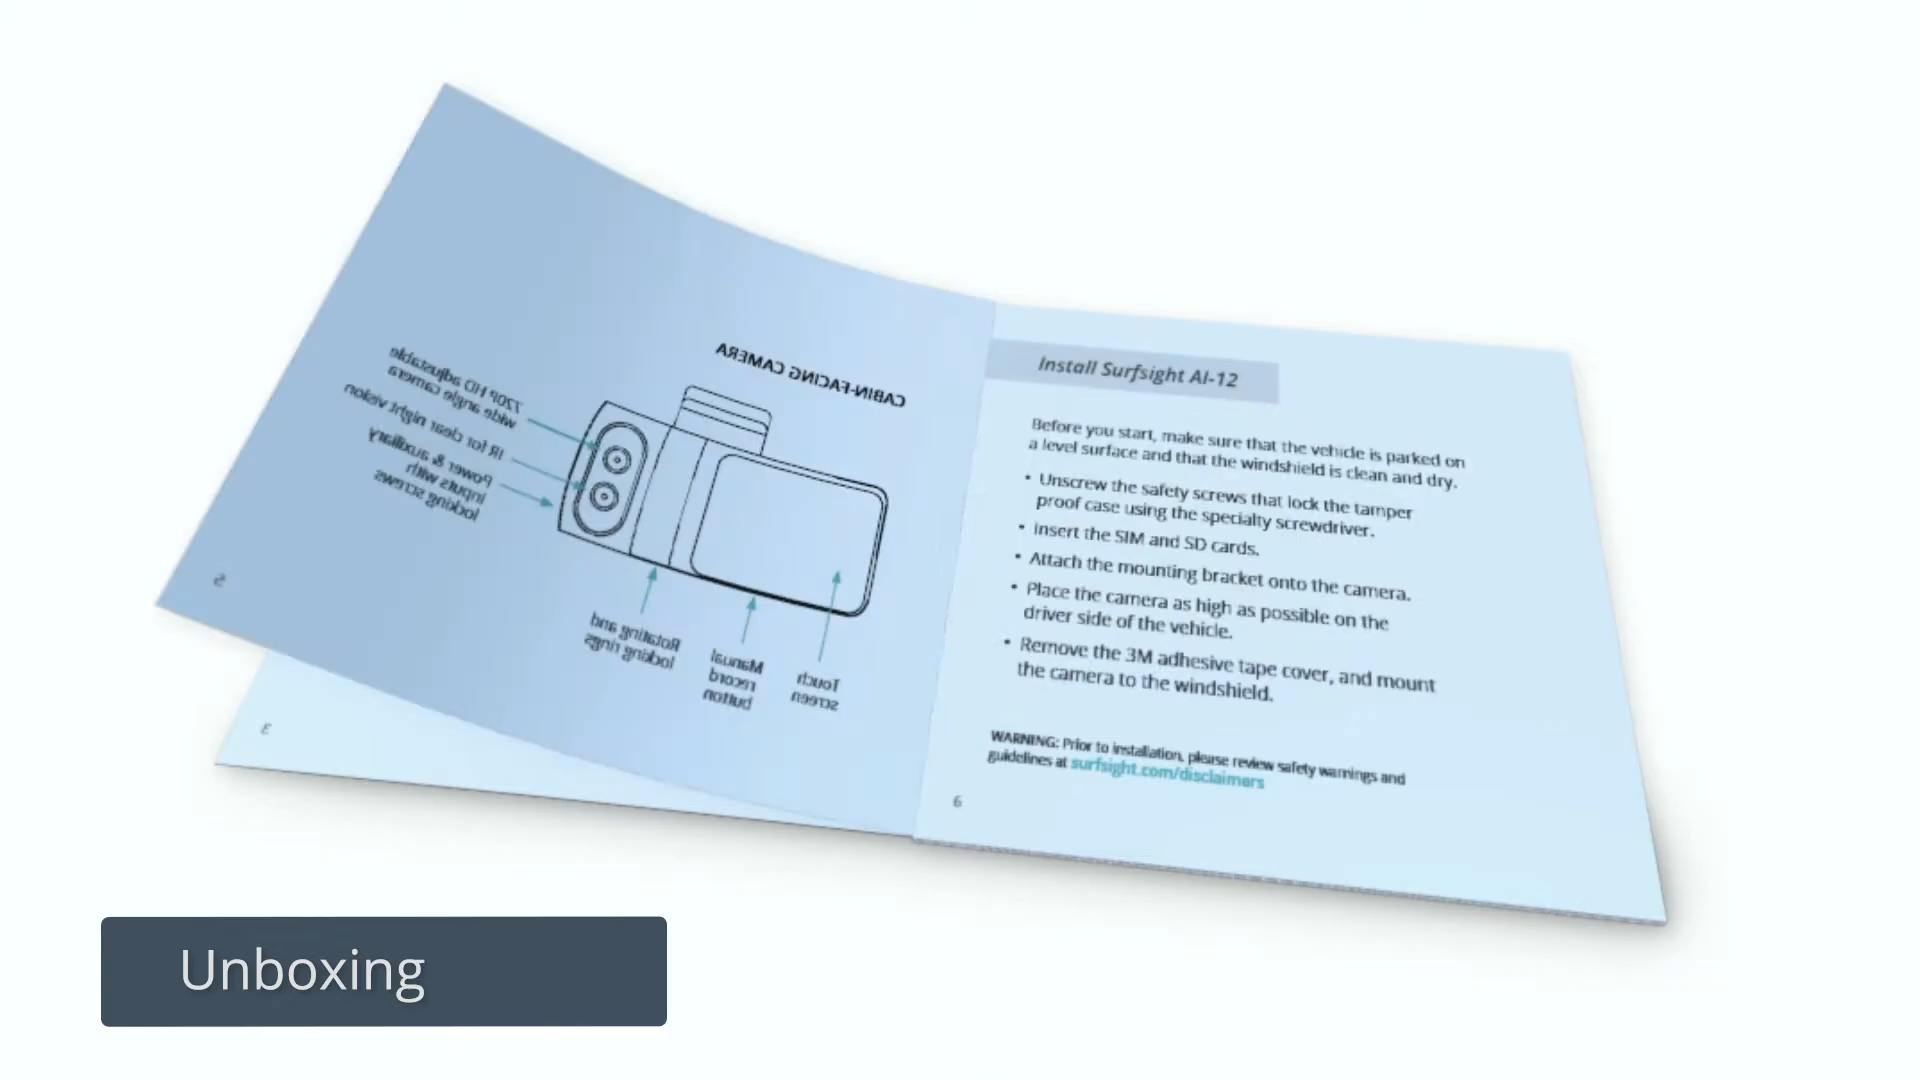 CABIN-FACING CAMERA
720P HD adjustable
wide angle camera
IR for clear night vision
Power & auxiliary
inputs with
locking screws
Rotating and
locking rings
Manual
record
button
Touch
screen
5
3
Install Surfsight AI-12
Before you start, make sure that the vehicle is parked on
a level surface and that the windshield is clean and dry.
• Unscrew the safety screws that lock the tamper
proof case using the specialty screwdriver.
• Insert the SIM and SD cards.
• Attach the mounting bracket onto the camera.
• Place the camera as high as possible on the
driver side of the vehicle.
• Remove the 3M adhesive tape cover, and mount
the camera to the windshield.
WARNING: Prior to installation, please review safety warnings and
guidelines at surfsight.com/disclaimers
6
Unboxing